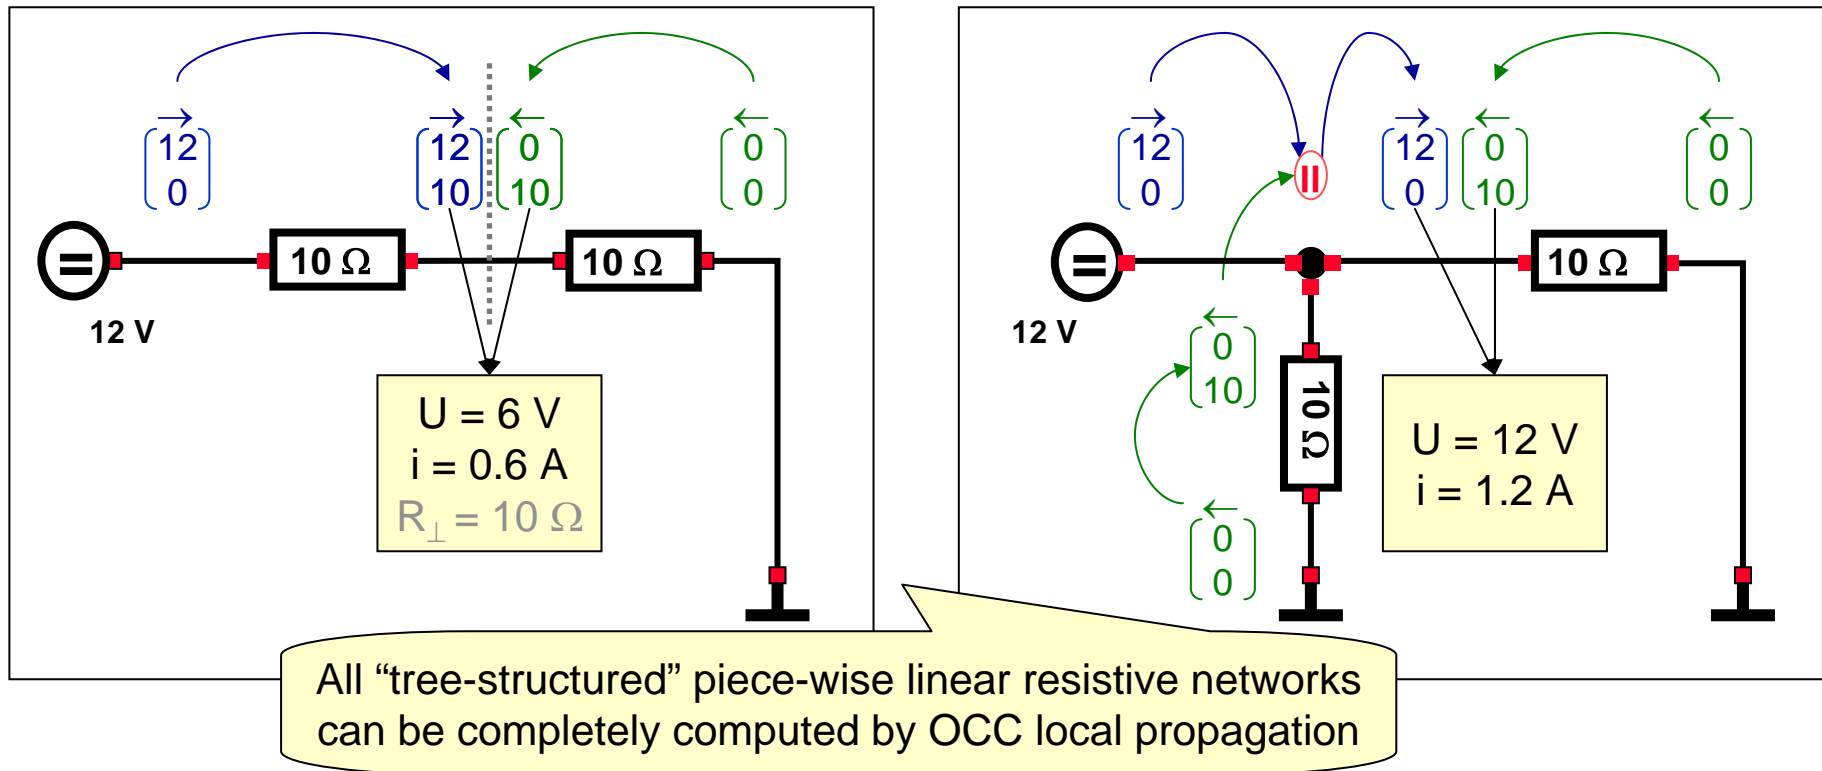 12 12 0 0
0 10 10 0
= 10 Ω 10 Ω
12 V
U = 6 V
i = 0.6 A
R⊥ = 10 Ω
12 || 12 0 0
0 0 10 0
= 10 Ω
12 V
0
10
10 Ω
0
0
U = 12 V
i = 1.2 A
All “tree-structured” piece-wise linear resistive networks
can be completely computed by OCC local propagation